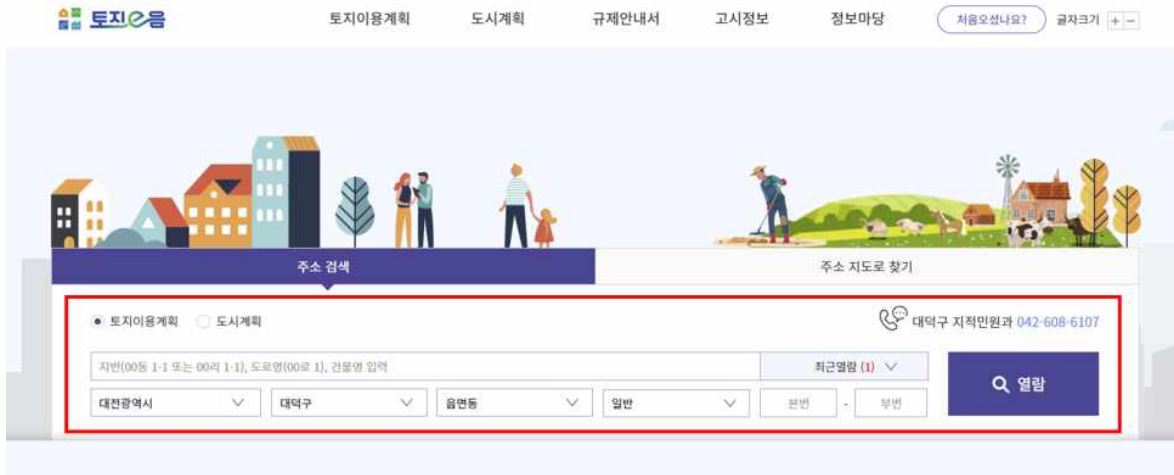 토지e음 토지이용계획 도시계획 규제안내서 고시정보 정보마당 처음오셨나요? 글자크기 + -
주소 검색 주소 지도로 찾기
토지이용계획 도시계획 대덕구 지적민원과 042-608-6107
지번(00동 1-1 또는 00리 1-1), 도로명(00로 1), 건물명 입력 최근열람 (1) 열람
대전광역시 대덕구 읍면동 일반 본번 - 부번